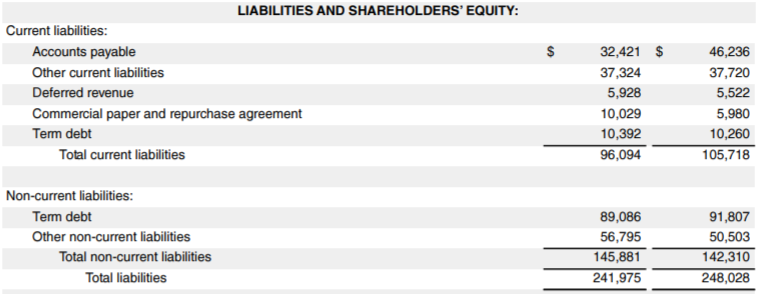 LIABILITIES AND SHAREHOLDERS’ EQUITY:
Current liabilities:
Accounts payable $ 32,421 $ 46,236
Other current liabilities 37,324 37,720
Deferred revenue 5,928 5,522
Commercial paper and repurchase agreement 10,029 5,980
Term debt 10,392 10,260
Total current liabilities 96,094 105,718
Non-current liabilities:
Term debt 89,086 91,807
Other non-current liabilities 56,795 50,503
Total non-current liabilities 145,881 142,310
Total liabilities 241,975 248,028